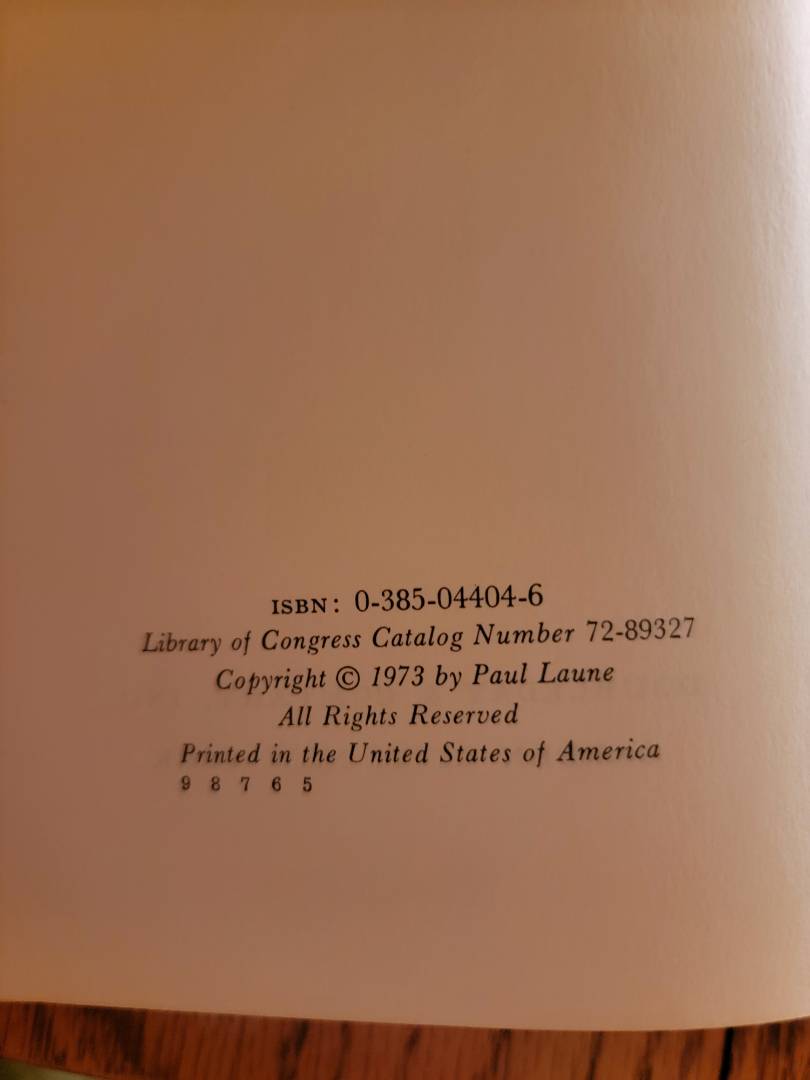 ISBN: 0-385-04404-6
Library of Congress Catalog Number 72-89327
Copyright © 1973 by Paul Laune
All Rights Reserved
Printed in the United States of America
9 8 7 6 5